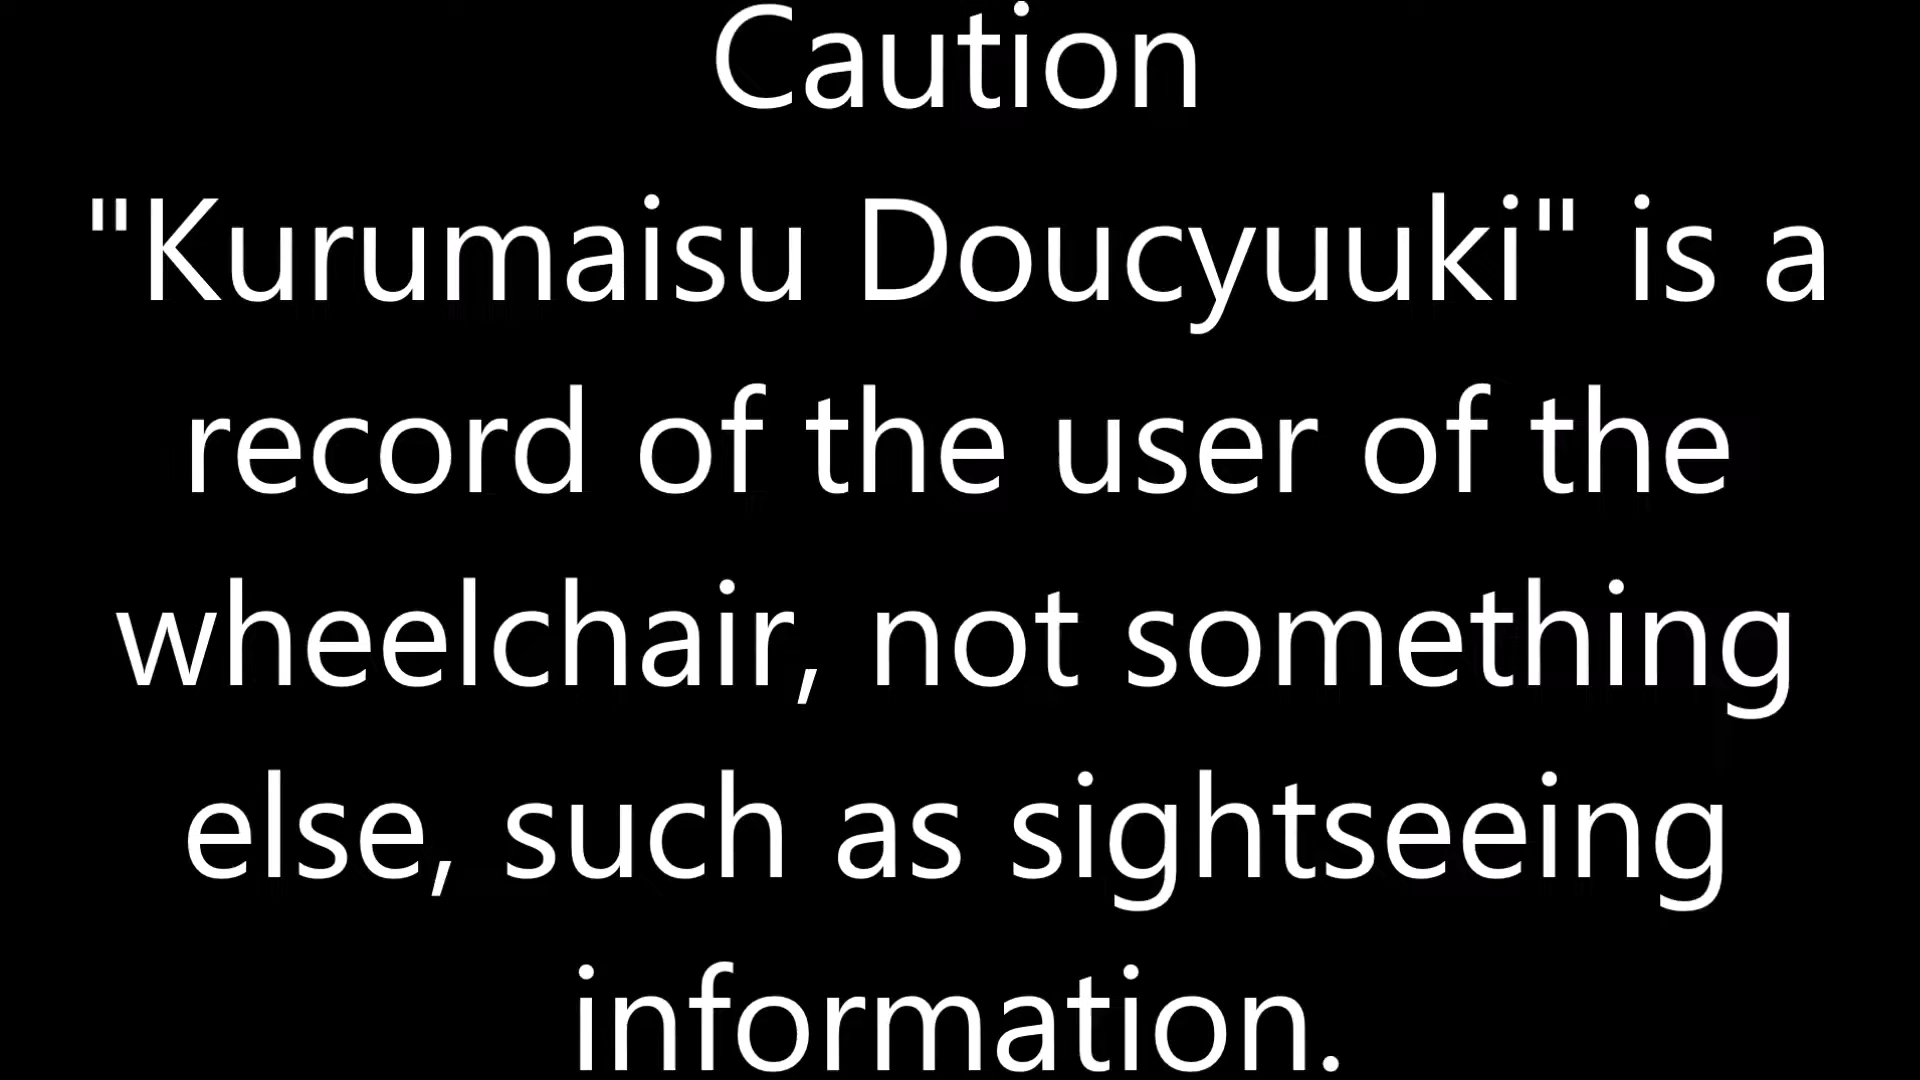 Caution
"Kurumaisu Doucyuuki" is a
record of the user of the
wheelchair, not something
else, such as sightseeing
information.